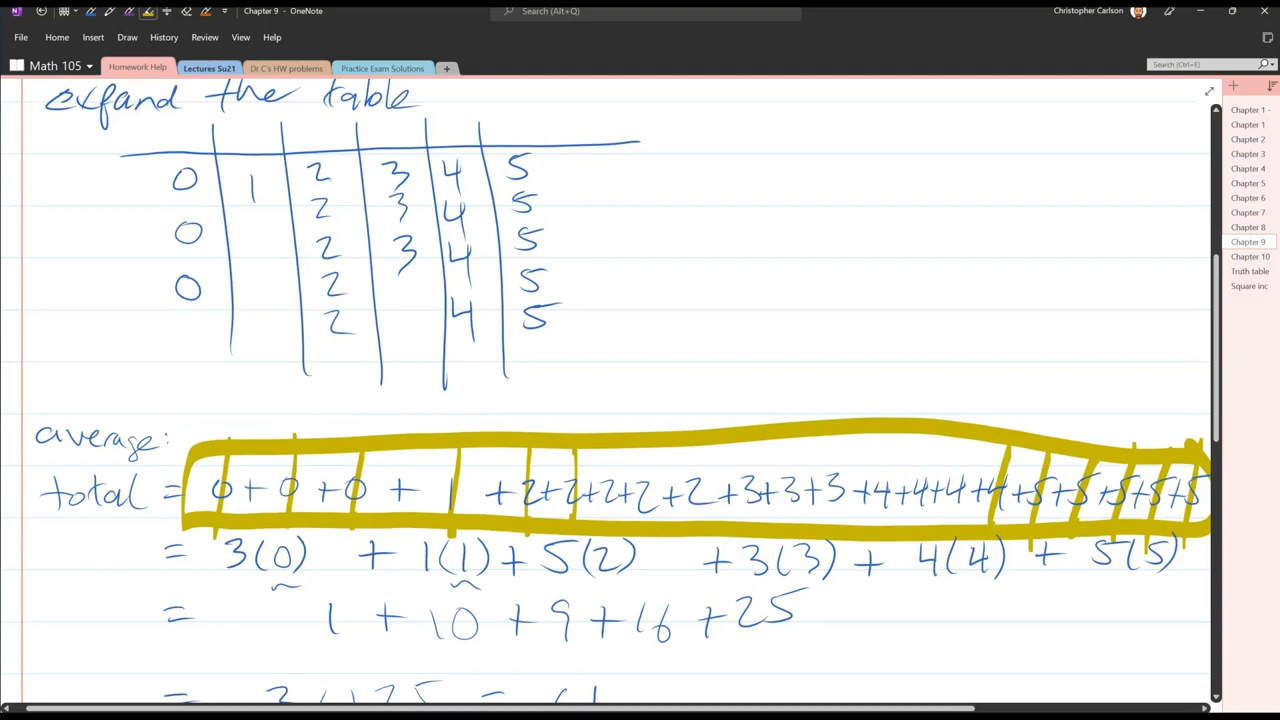 Chapter 9 - OneNote
Search (Alt+Q)
Christopher Carlson
File Home Insert Draw History Review View Help
Math 105
Homework Help
Lectures Su21
Dr C's HW problems
Practice Exam Solutions
Search (Ctrl+E)
expand the table
0 1 2 3 4 5
2 3 4 5
0 2 3 4 5
0 2 5
2 4 5
average:
total = 0 + 0 + 0 + 1 + 2 + 2 + 2 + 2 + 2 + 3 + 3 + 3 + 4 + 4 + 4 + 4 + 5 + 5 + 5 + 5 + 5
= 3(0) + 1(1) + 5(2) + 3(3) + 4(4) + 5(5)
= 1 + 10 + 9 + 16 + 25
Chapter 1 -
Chapter 1
Chapter 2
Chapter 3
Chapter 4
Chapter 5
Chapter 6
Chapter 7
Chapter 8
Chapter 9
Chapter 10
Truth table
Square inc